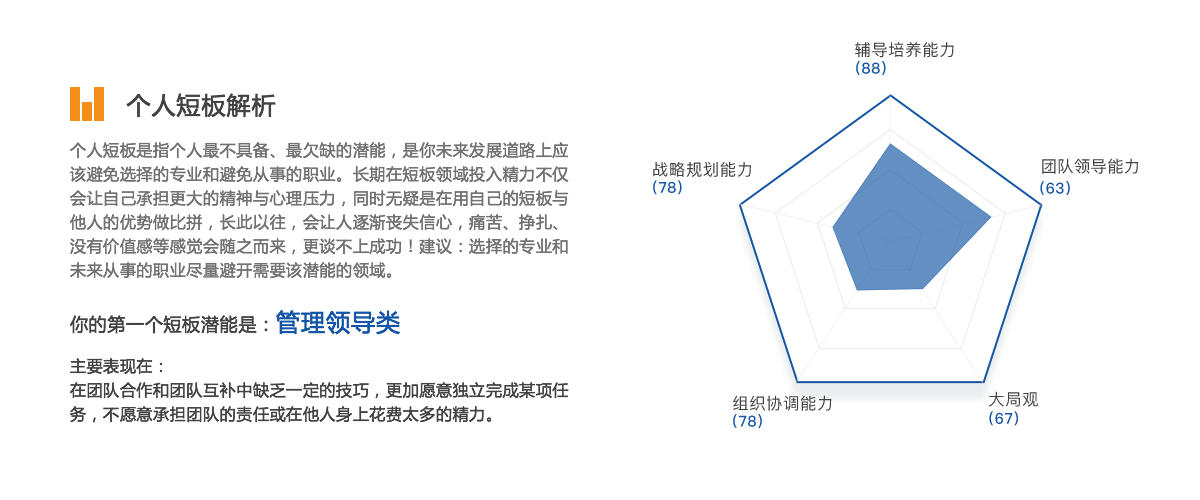 个人短板解析
个人短板是指个人最不具备、最欠缺的潜能，是你未来发展道路上应
该避免选择的专业和避免从事的职业。长期在短板领域投入精力不仅
会让自己承担更大的精神与心理压力，同时无疑是在用自己的短板与
他人的优势做比拼，长此以往，会让人逐渐丧失信心，痛苦、挣扎、
没有价值感等感觉会随之而来，更谈不上成功！建议：选择的专业和
未来从事的职业尽量避开需要该潜能的领域。
你的第一个短板潜能是：管理领导类
主要表现在：
在团队合作和团队互补中缺乏一定的技巧，更加愿意独立完成某项任
务，不愿意承担团队的责任或在他人身上花费太多的精力。
辅导培养能力
(88)
战略规划能力
(78)
团队领导能力
(63)
组织协调能力
(78)
大局观
(67)